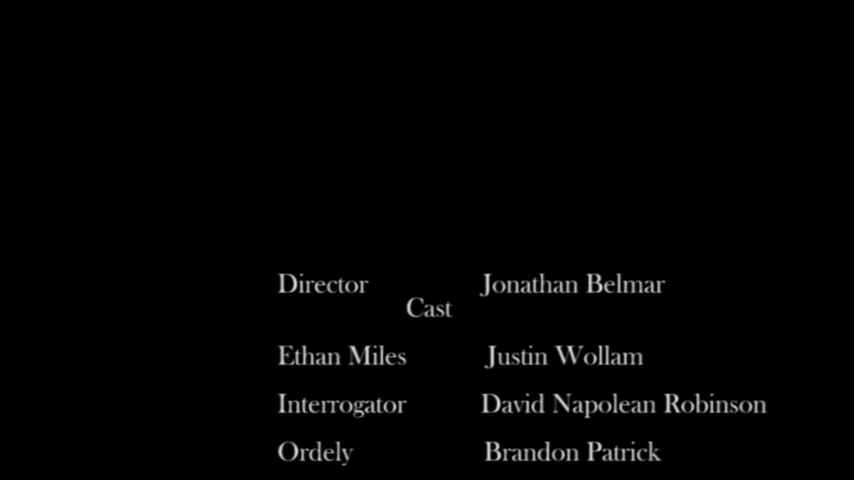 Director Jonathan Belmar
Cast
Ethan Miles Justin Wollam
Interrogator David Napolean Robinson
Ordely Brandon Patrick